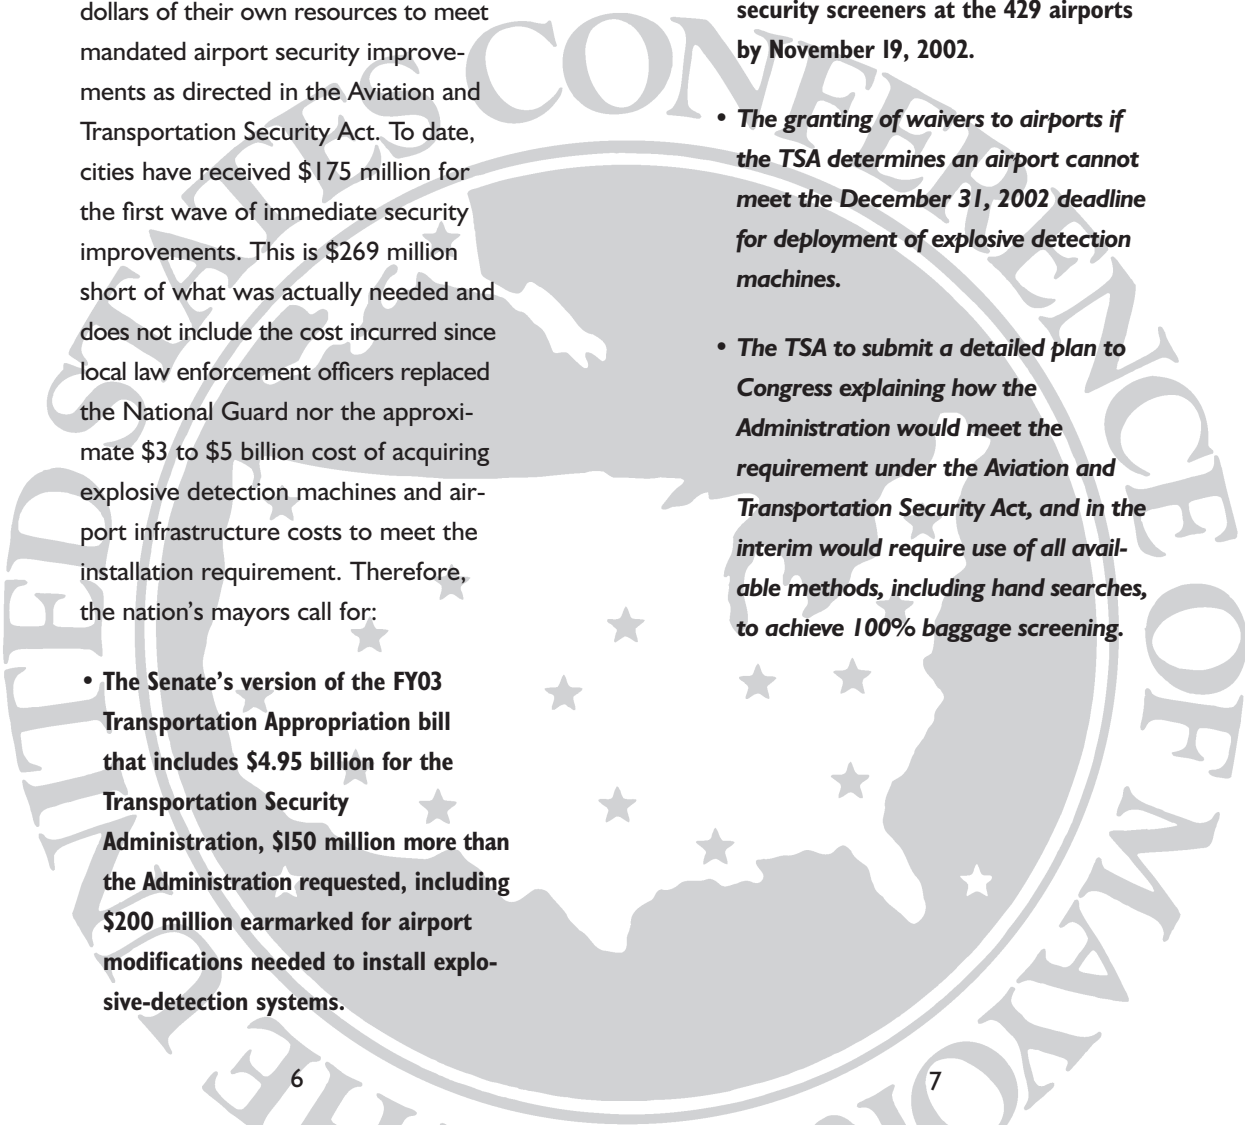 dollars of their own resources to meet
mandated airport security improve-
ments as directed in the Aviation and
Transportation Security Act. To date,
cities have received $175 million for
the first wave of immediate security
improvements. This is $269 million
short of what was actually needed and
does not include the cost incurred since
local law enforcement officers replaced
the National Guard nor the approxi-
mate $3 to $5 billion cost of acquiring
explosive detection machines and air-
port infrastructure costs to meet the
installation requirement. Therefore,
the nation's mayors call for:
• The Senate's version of the FY03
Transportation Appropriation bill
that includes $4.95 billion for the
Transportation Security
Administration, $150 million more than
the Administration requested, including
$200 million earmarked for airport
modifications needed to install explo-
sive-detection systems.
6
security screeners at the 429 airports
by November 19, 2002.
• The granting of waivers to airports if
the TSA determines an airport cannot
meet the December 31, 2002 deadline
for deployment of explosive detection
machines.
• The TSA to submit a detailed plan to
Congress explaining how the
Administration would meet the
requirement under the Aviation and
Transportation Security Act, and in the
interim would require use of all avail-
able methods, including hand searches,
to achieve 100% baggage screening.
7
THE UNITED STATES CONFERENCE OF MAYOR